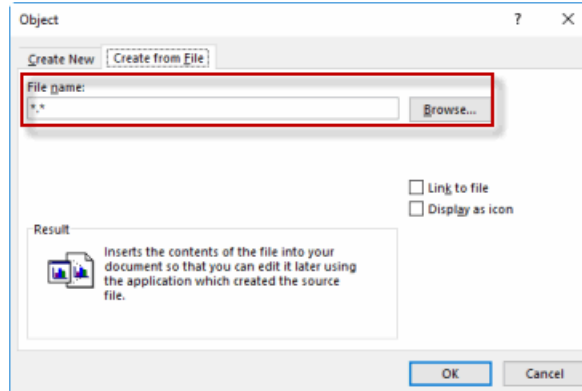 Object ? ×
Create New Create from File
File name:
*.* Browse...
Link to file
Display as icon
Result
Inserts the contents of the file into your
document so that you can edit it later using
the application which created the source
file.
OK Cancel